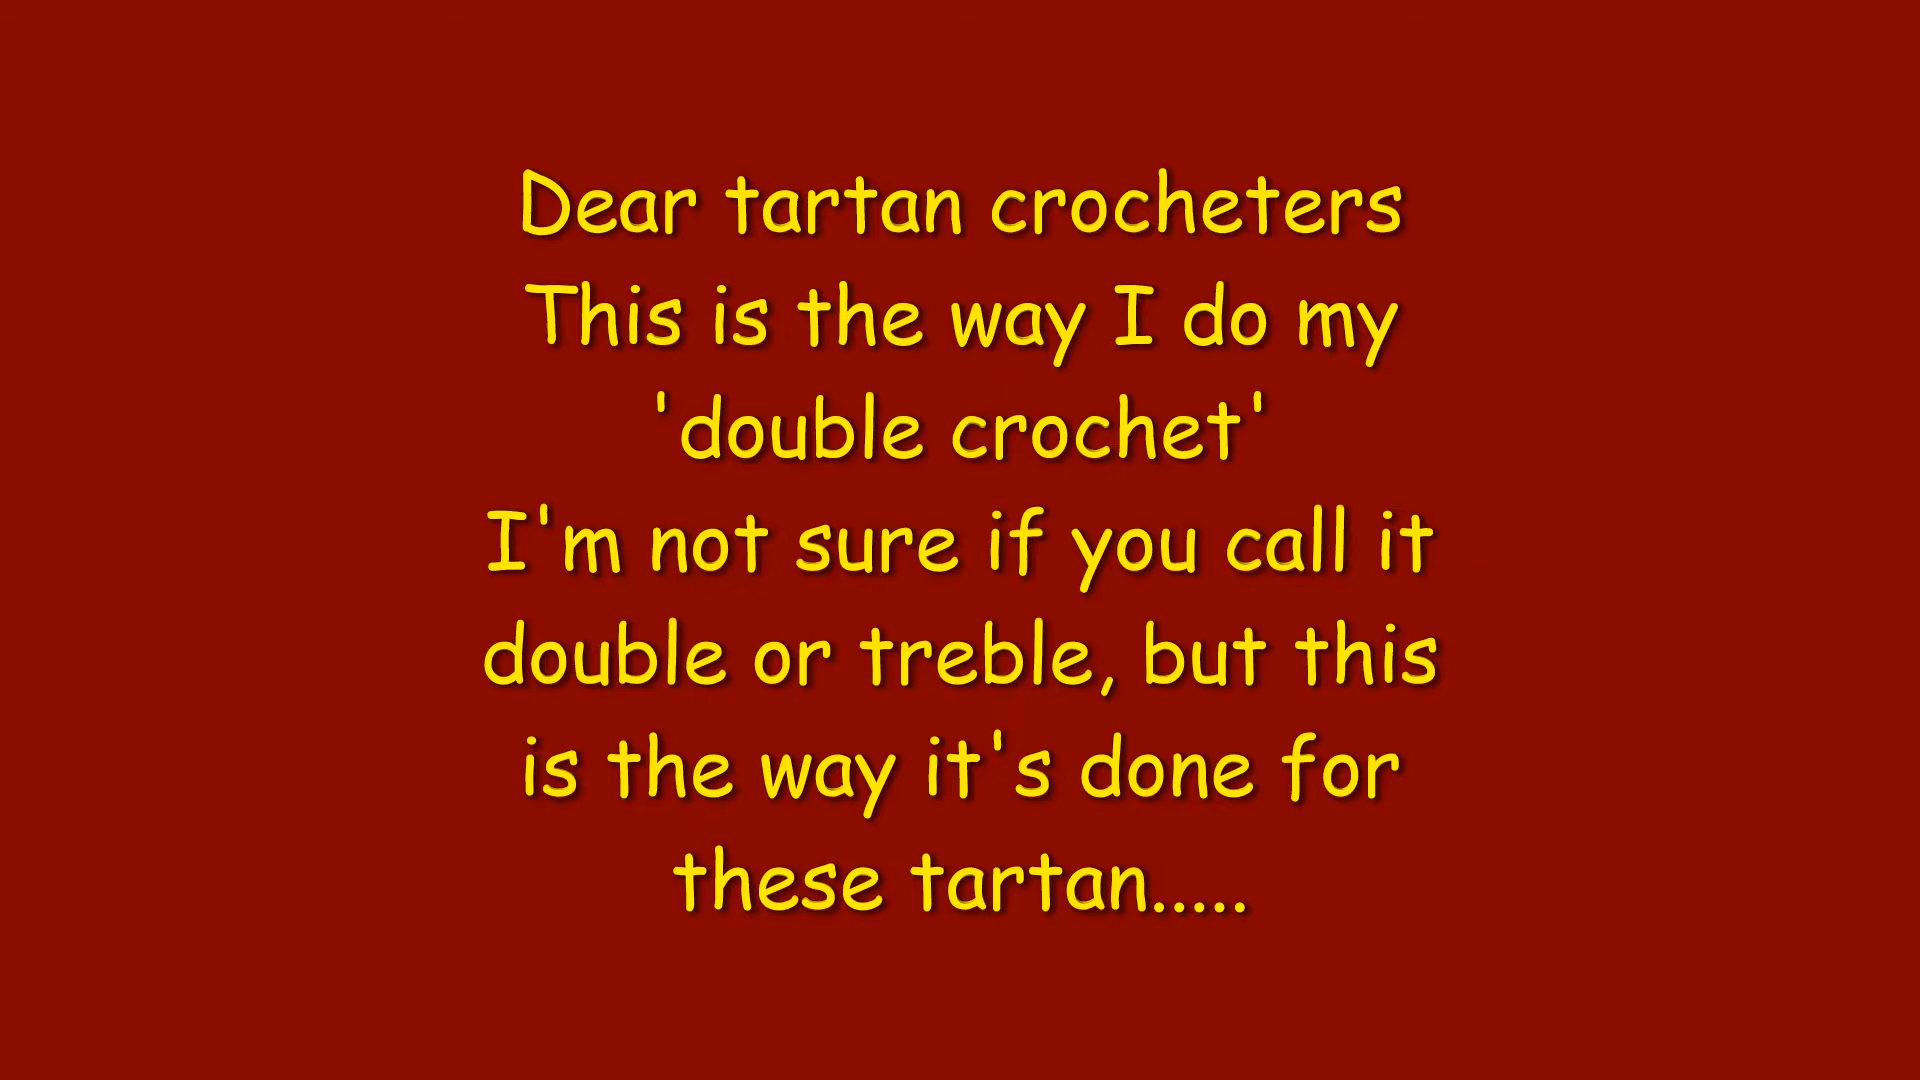 Dear tartan crocheters
This is the way I do my
'double crochet'
I'm not sure if you call it
double or treble, but this
is the way it's done for
these tartan.....